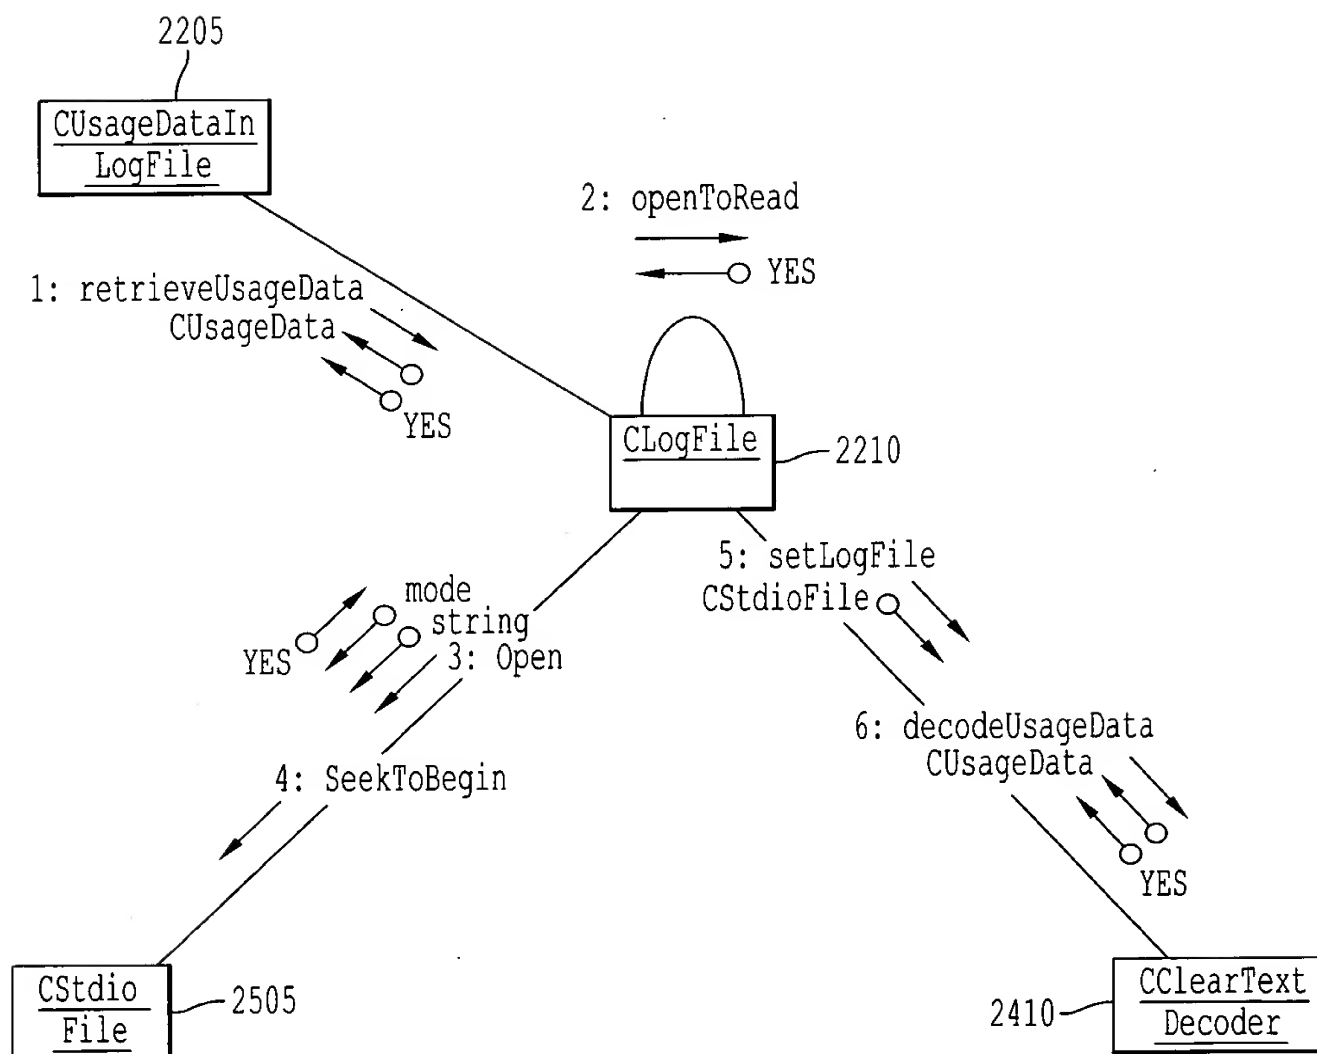 2205
CUsageDataIn
LogFile
2: openToRead
YES
1: retrieveUsageData
CUsageData
YES
CLogFile
2210
5: setLogFile
CStdioFile
mode
string
YES
3: Open
6: decodeUsageData
CUsageData
4: SeekToBegin
YES
CStdio
File
2505
CClearText
Decoder
2410